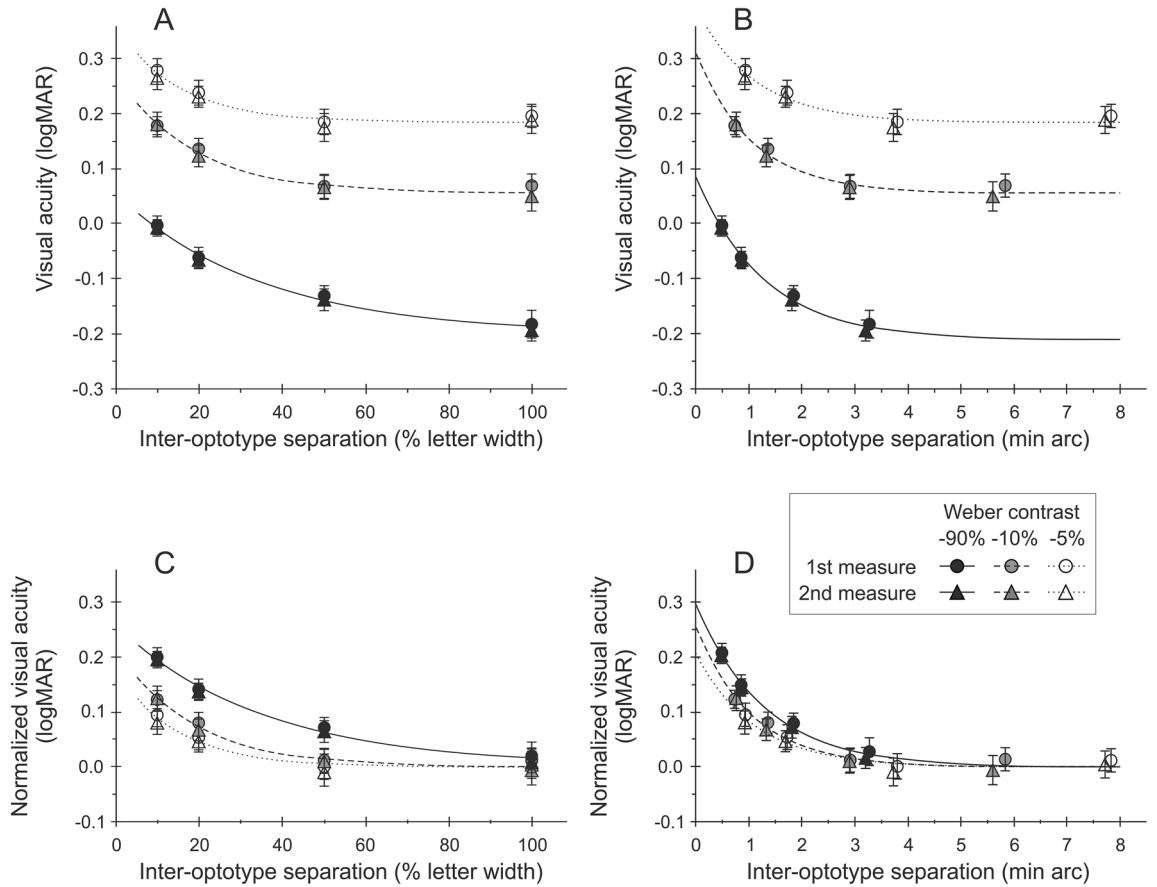 A
0.3
0.2
0.1
0.0
-0.1
-0.2
-0.3
Visual acuity (logMAR)
0 20 40 60 80 100
Inter-optotype separation (% letter width)
B
0.3
0.2
0.1
0.0
-0.1
-0.2
-0.3
Visual acuity (logMAR)
0 1 2 3 4 5 6 7 8
Inter-optotype separation (min arc)
Weber contrast
-90% -10% -5%
1st measure
2nd measure
C
0.3
0.2
0.1
0.0
-0.1
Normalized visual acuity
(logMAR)
0 20 40 60 80 100
Inter-optotype separation (% letter width)
D
0.3
0.2
0.1
0.0
-0.1
Normalized visual acuity
(logMAR)
0 1 2 3 4 5 6 7 8
Inter-optotype separation (min arc)